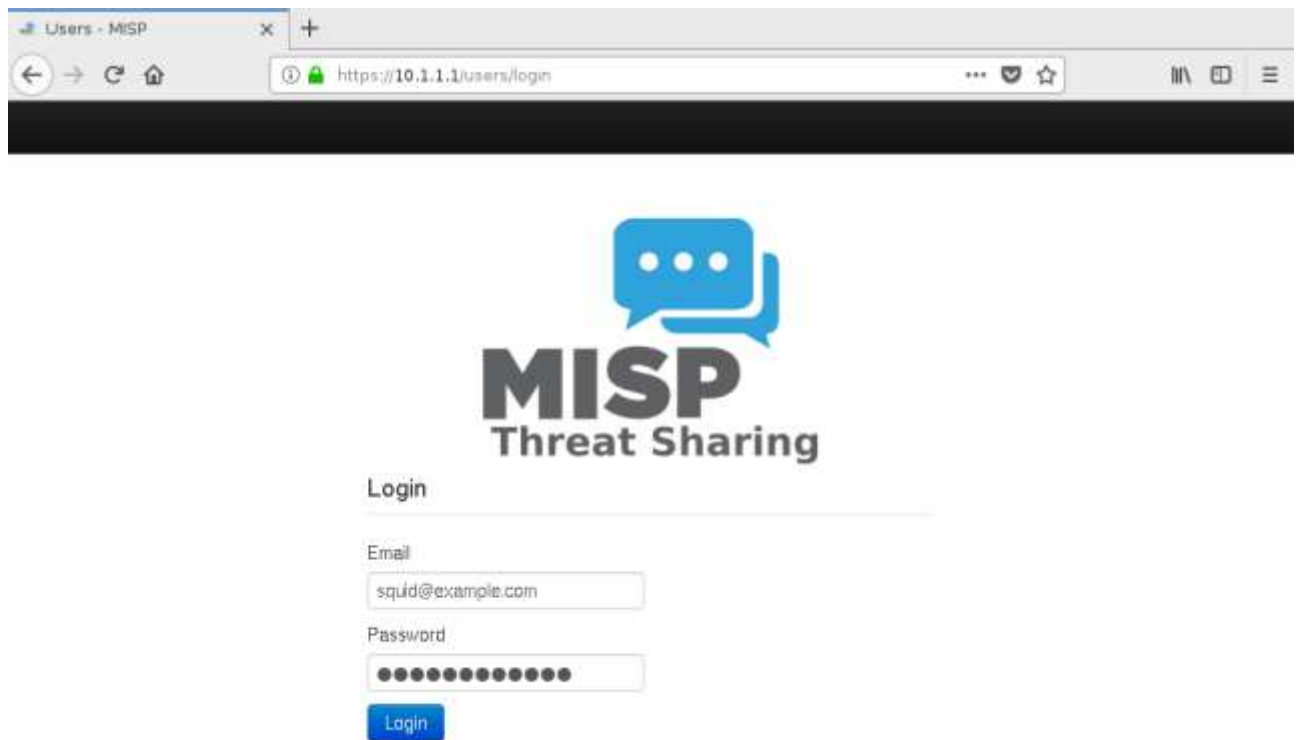 Users - MISP
https://10.1.1.1/users/login
MISP
Threat Sharing
Login
Email
squid@example.com
Password
●●●●●●●●●●●●
Login